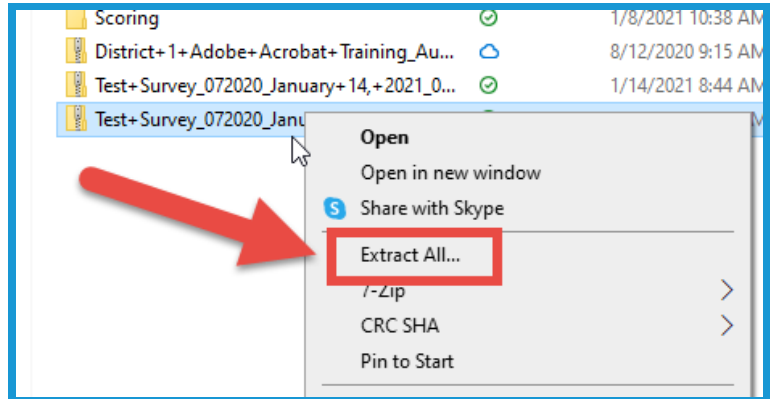 Scoring 1/8/2021 10:38 AM
District+1+Adobe+Acrobat+Training_Au... 8/12/2020 9:15 AM
Test+Survey_072020_January+14,+2021_0... 1/14/2021 8:44 AM
Test+Survey_072020_Janu
Open
Open in new window
Share with Skype
Extract All...
7-Zip
CRC SHA
Pin to Start